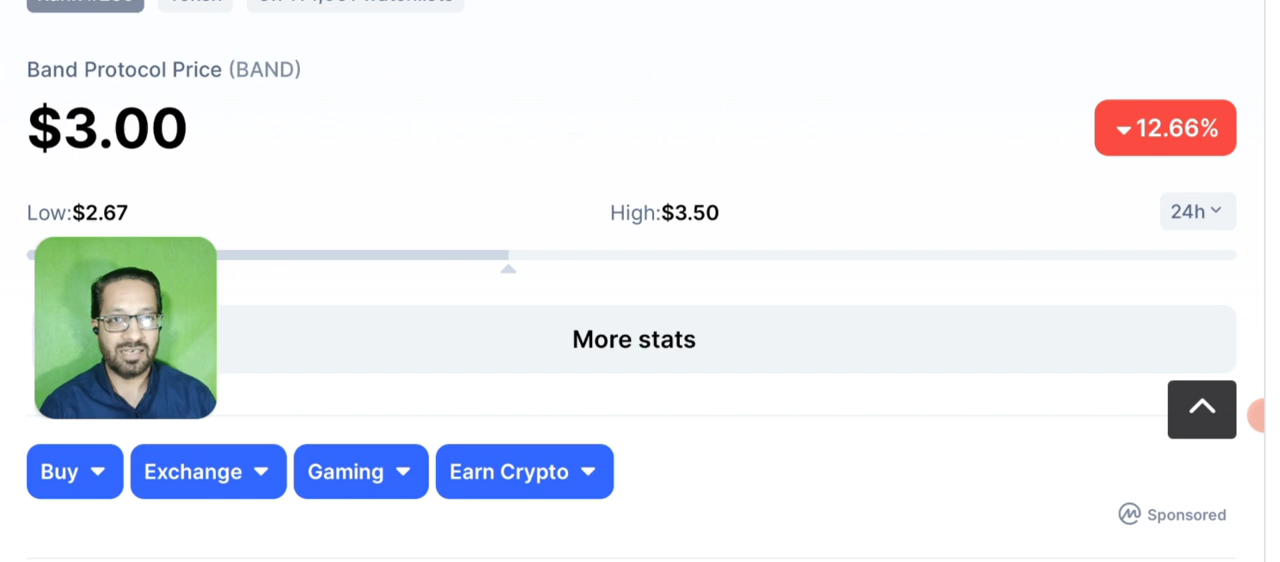 Band Protocol Price (BAND)
$3.00
12.66%
Low:$2.67 High:$3.50 24h
More stats
Buy Exchange Gaming Earn Crypto
Sponsored